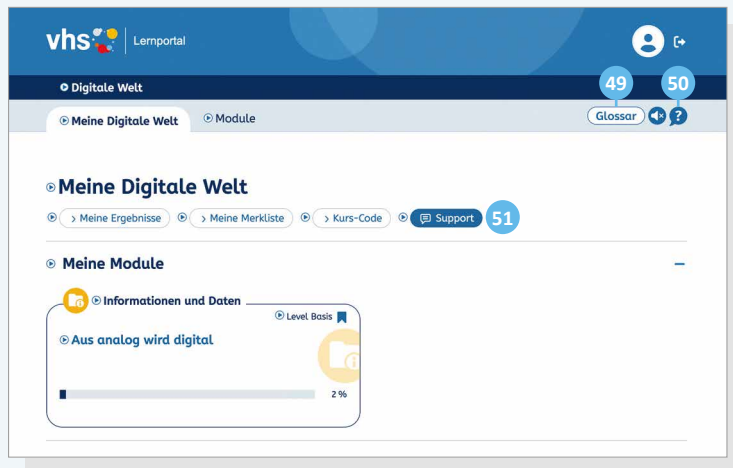 vhs Lernportal
Digitale Welt
49 50
Meine Digitale Welt Module Glossar ?
Meine Digitale Welt
> Meine Ergebnisse > Meine Merkliste > Kurs-Code Support 51
Meine Module
Informationen und Daten
Level Basis
Aus analog wird digital
2 %